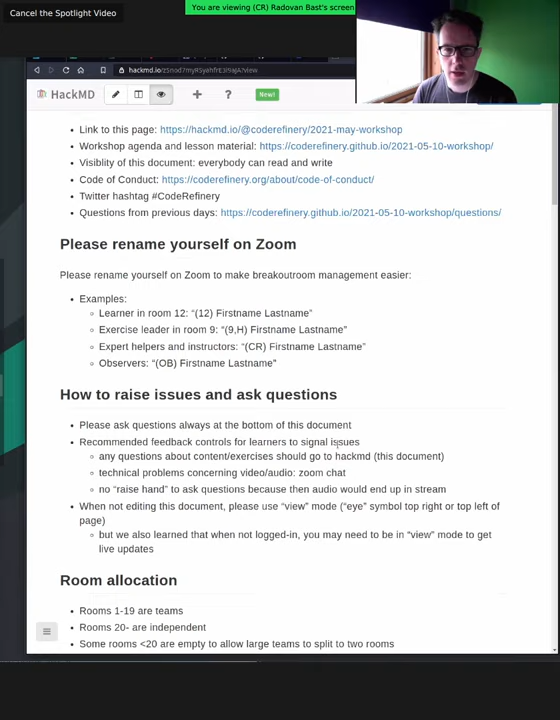 Cancel the Spotlight Video
You are viewing (CR) Radovan Bast's screen
HackMD
New!
Link to this page: https://hackmd.io/@coderefinery/2021-may-workshop
Workshop agenda and lesson material: https://coderefinery.github.io/2021-05-10-workshop/
Visiblity of this document: everybody can read and write
Code of Conduct: https://coderefinery.org/about/code-of-conduct/
Twitter hashtag #CodeRefinery
Questions from previous days: https://coderefinery.github.io/2021-05-10-workshop/questions/
Please rename yourself on Zoom
Please rename yourself on Zoom to make breakoutroom management easier:
Examples:
Learner in room 12: “(12) Firstname Lastname”
Exercise leader in room 9: “(9,H) Firstname Lastname”
Expert helpers and instructors: “(CR) Firstname Lastname”
Observers: “(OB) Firstname Lastname”
How to raise issues and ask questions
Please ask questions always at the bottom of this document
Recommended feedback controls for learners to signal issues
any questions about content/exercises should go to hackmd (this document)
technical problems concerning video/audio: zoom chat
no “raise hand” to ask questions because then audio would end up in stream
When not editing this document, please use “view” mode (“eye” symbol top right or top left of
page)
but we also learned that when not logged-in, you may need to be in “view” mode to get
live updates
Room allocation
Rooms 1-19 are teams
Rooms 20- are independent
Some rooms <20 are empty to allow large teams to split to two rooms